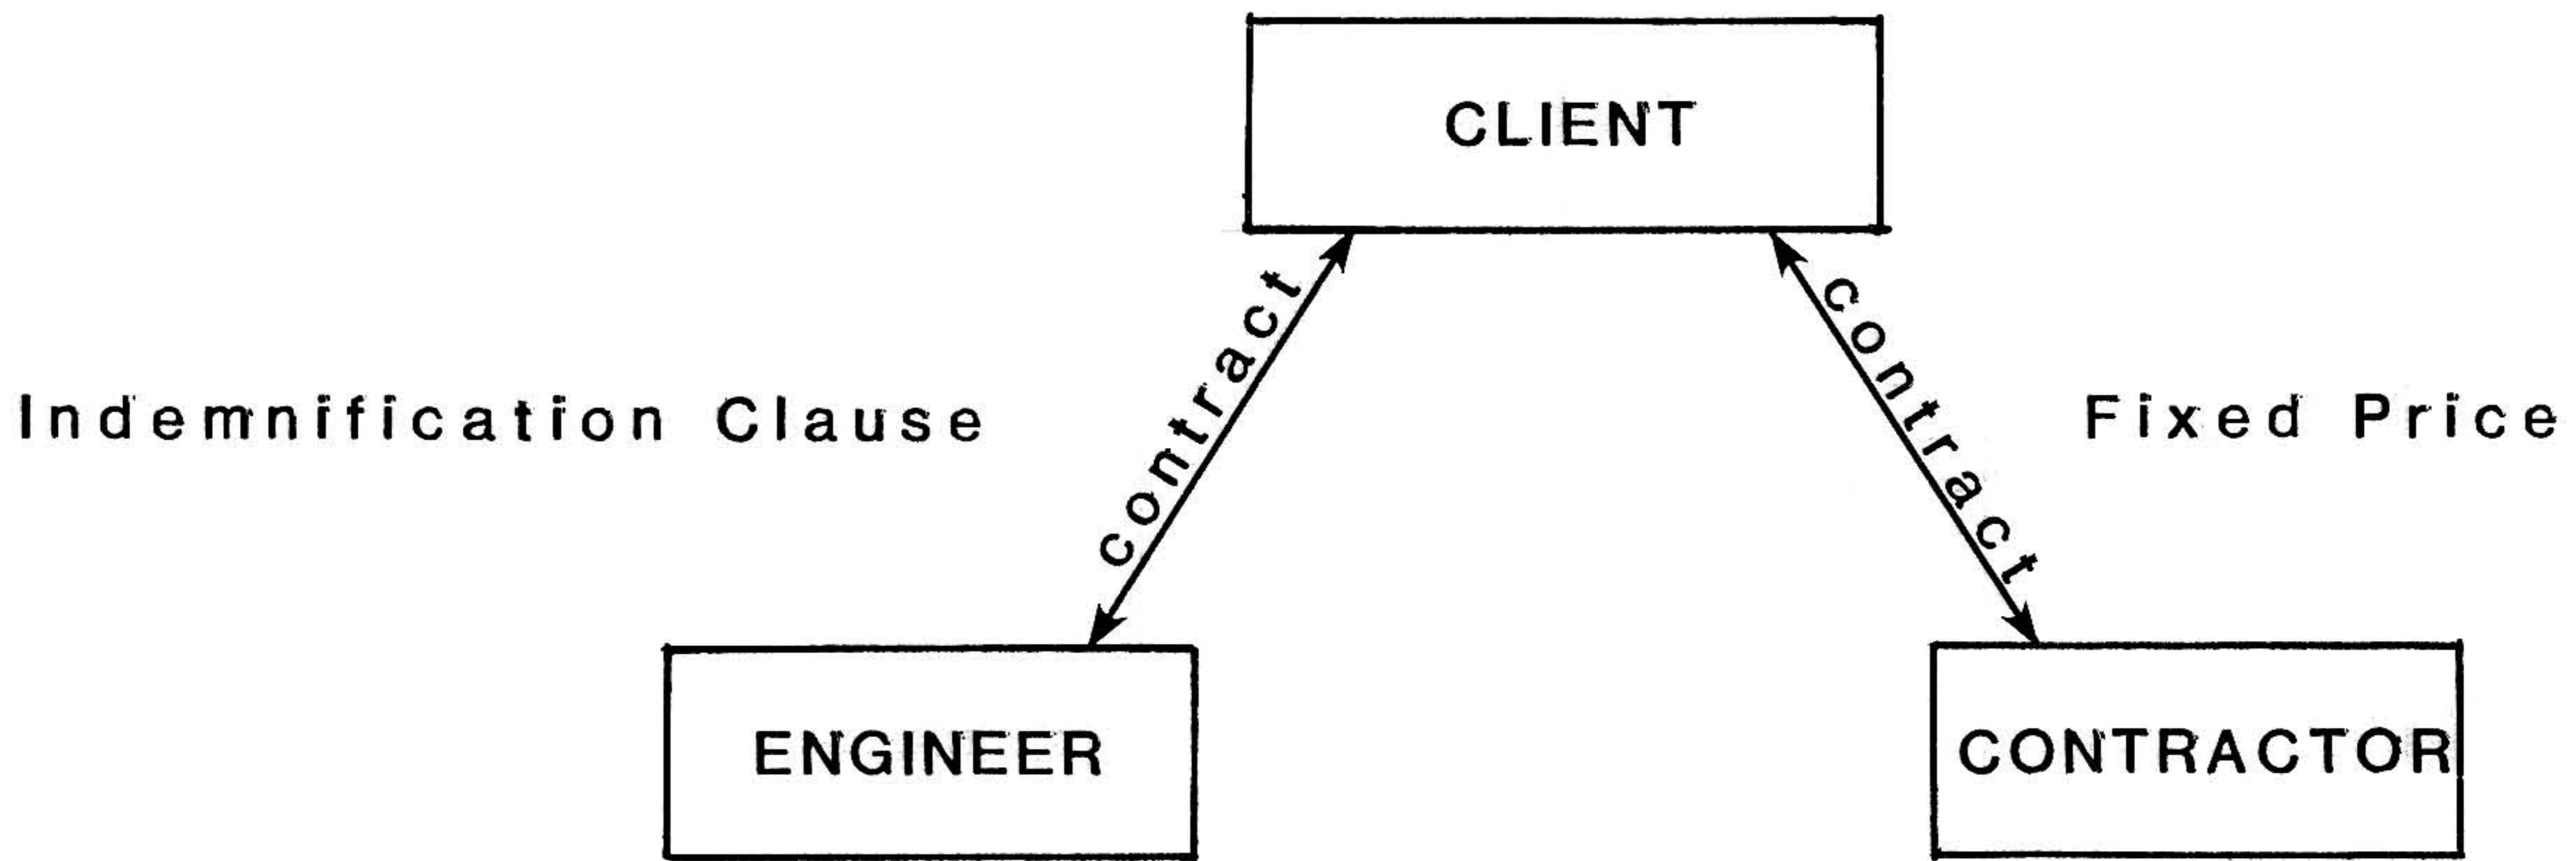 CLIENT
contract
contract
Indemnification Clause
Fixed Price
ENGINEER
CONTRACTOR